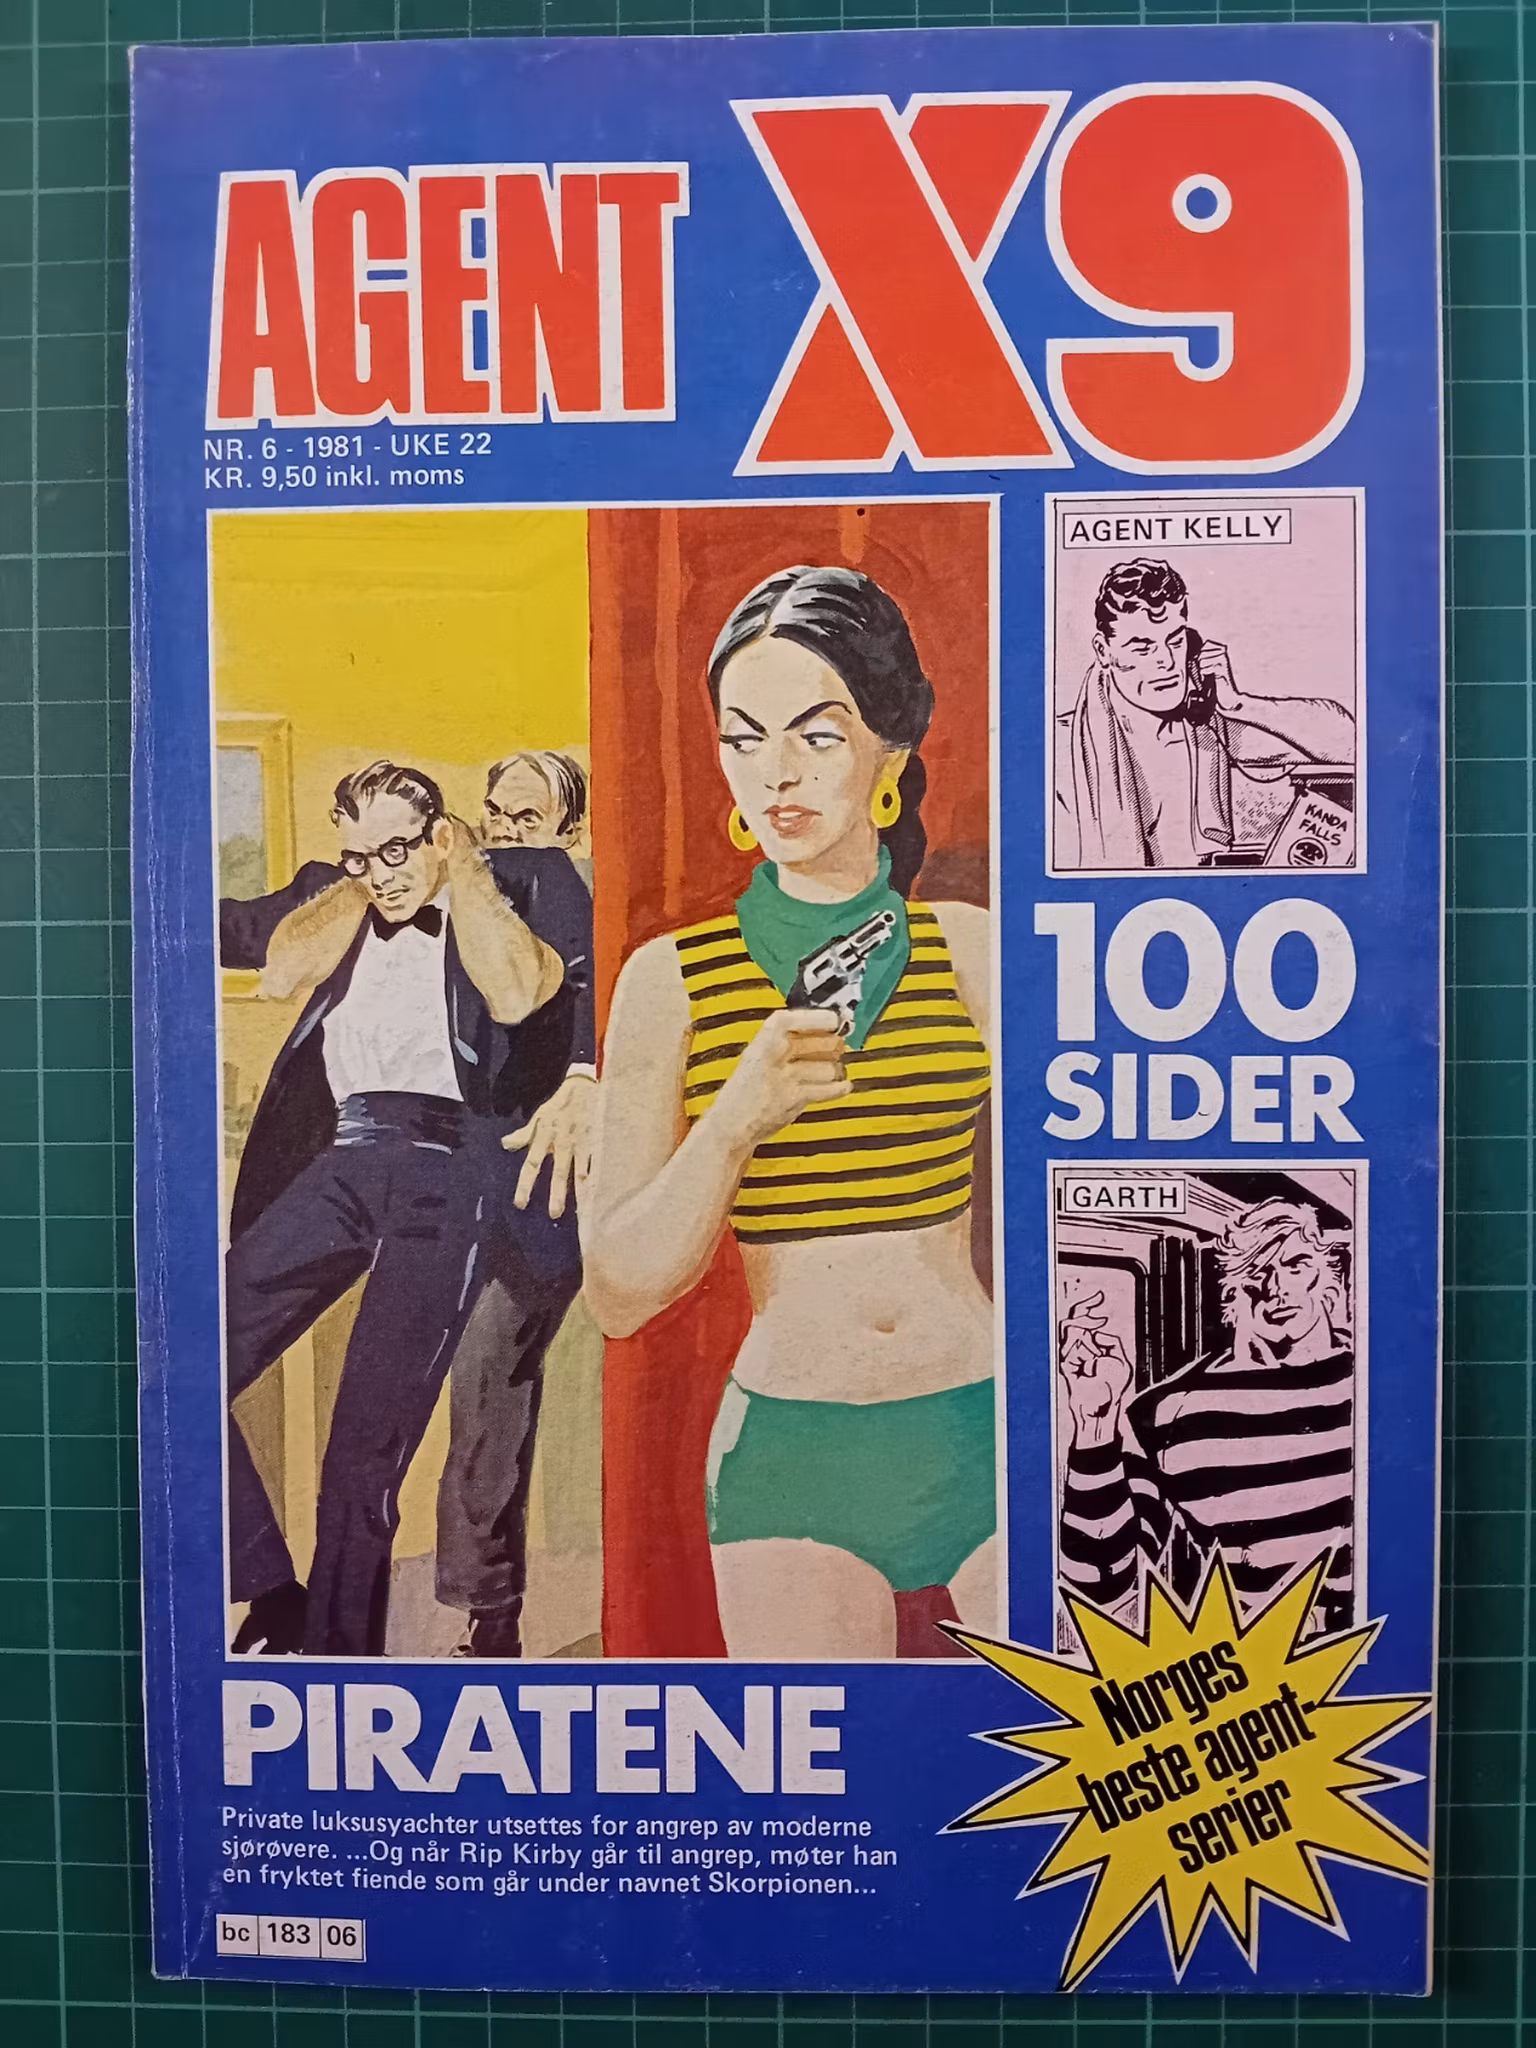 AGENT X9
NR. 6 - 1981 - UKE 22
KR. 9,50 inkl. moms
AGENT KELLY
KANDA
FALLS
100
SIDER
GARTH
Norges
beste agent-
serier
PIRATENE
Private luksusyachter utsettes for angrep av moderne
sjørøvere. ...Og når Rip Kirby går til angrep, møter han
en fryktet fiende som går under navnet Skorpionen...
bc 183 06